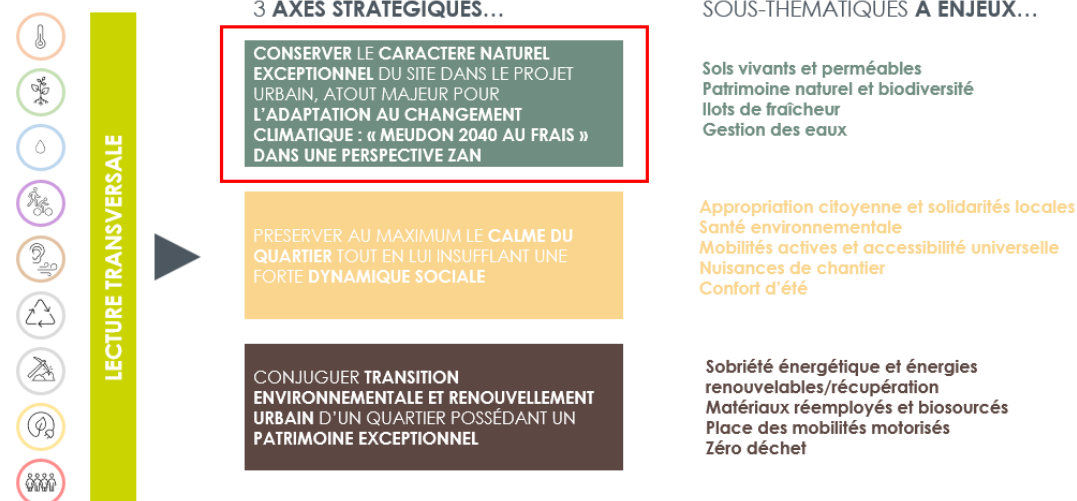 3 AXES STRATEGIQUES…
SOUS-THEMATIQUES A ENJEUX…
LECTURE TRANSVERSALE
CONSERVER LE CARACTERE NATUREL
EXCEPTIONNEL DU SITE DANS LE PROJET
URBAIN, ATOUT MAJEUR POUR
L'ADAPTATION AU CHANGEMENT
CLIMATIQUE : « MEUDON 2040 AU FRAIS »
DANS UNE PERSPECTIVE ZAN
Sols vivants et perméables
Patrimoine naturel et biodiversité
Ilots de fraîcheur
Gestion des eaux
PRESERVER AU MAXIMUM LE CALME DU
QUARTIER TOUT EN LUI INSUFFLANT UNE
FORTE DYNAMIQUE SOCIALE
Appropriation citoyenne et solidarités locales
Santé environnementale
Mobilités actives et accessibilité universelle
Nuisances de chantier
Confort d'été
CONJUGUER TRANSITION
ENVIRONNEMENTALE ET RENOUVELLEMENT
URBAIN D'UN QUARTIER POSSÉDANT UN
PATRIMOINE EXCEPTIONNEL
Sobriété énergétique et énergies
renouvelables/récupération
Matériaux réemployés et biosourcés
Place des mobilités motorisés
Zéro déchet